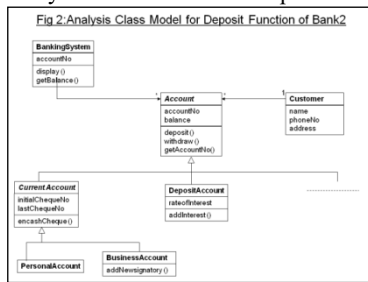 Fig 2:Analysis Class Model for Deposit Function of Bank2
BankingSystem
accountNo
display()
getBalance()
*
Account
accountNo
balance
deposit()
withdraw()
getAccountNo()
*
1
Customer
name
phoneNo
address
CurrentAccount
initialChequeNo
lastChequeNo
encashCheque()
DepositAccount
rateofInterest
addInterest()
PersonalAccount
BusinessAccount
addNewsignatory()